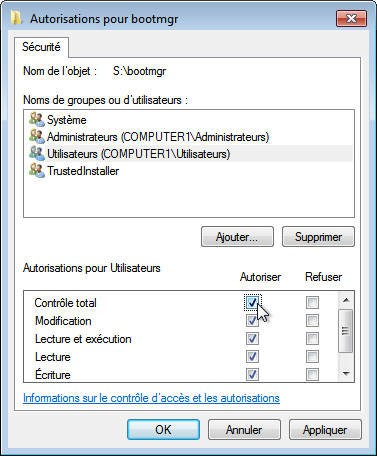 Autorisations pour bootmgr
Sécurité
Nom de l'objet : S:\bootmgr
Noms de groupes ou d'utilisateurs :
Système
Administrateurs (COMPUTER1\Administrateurs)
Utilisateurs (COMPUTER1\Utilisateurs)
TrustedInstaller
Ajouter... Supprimer
Autorisations pour Utilisateurs Autoriser Refuser
Contrôle total
Modification
Lecture et exécution
Lecture
Écriture
Informations sur le contrôle d'accès et les autorisations
OK Annuler Appliquer